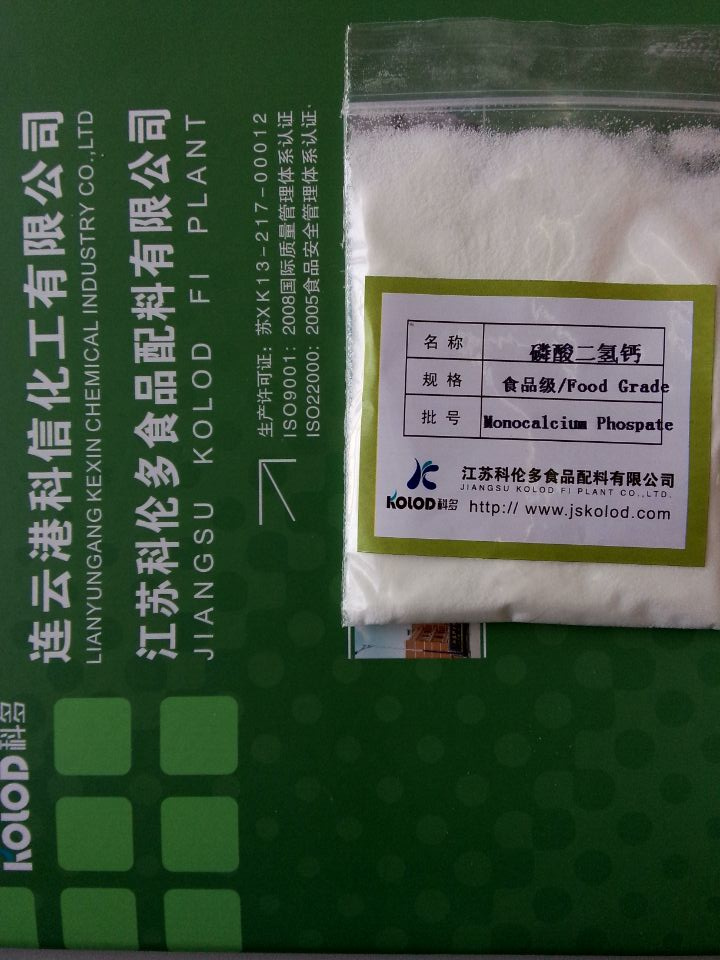 连云港科信化工有限公司
LIANYUNGANG KEXIN CHEMICAL INDUSTRY CO.,LTD
江苏科伦多食品配料有限公司
JIANGSU KOLOD FI PLANT
生产许可证：苏XK13-217-00012
ISO9001：2008国际质量管理体系认证
ISO22000：2005食品安全管理体系认证.
KOLOD科多
名称 磷酸二氢钙
规格 食品级/Food Grade
批号 Monocalcium Phospate
KOLOD科多
江苏科伦多食品配料有限公司
JIANGSU KOLOD FI PLANT CO.,LTD.
http:// www.jskolod.com